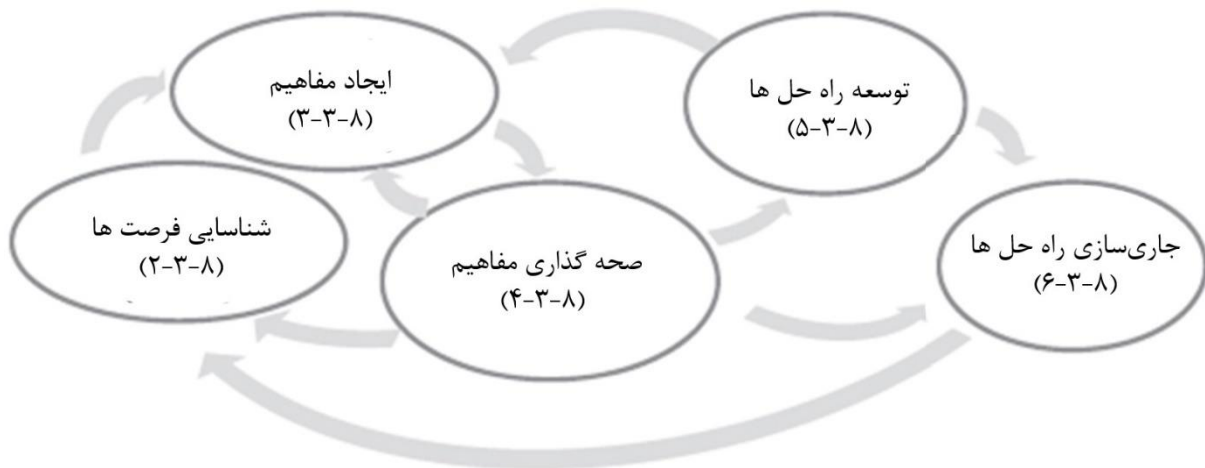 ایجاد مفاهیم
(۳-۳-۸)
توسعه راه حل ها
(۵-۳-۸)
شناسایی فرصت ها
(۲-۳-۸)
صحه گذاری مفاهیم
(۴-۳-۸)
جاری‌سازی راه حل ها
(۶-۳-۸)